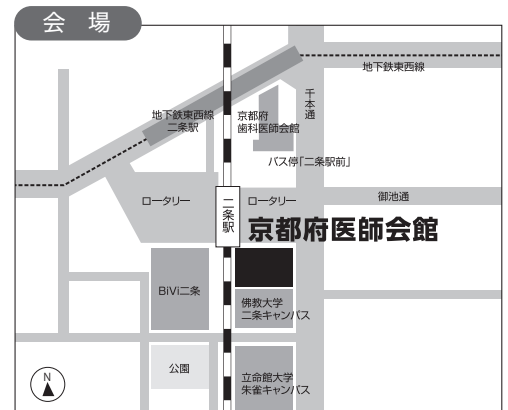 会場
地下鉄東西線
千本通
地下鉄東西線
二条駅
京都府
歯科医師会館
バス停「二条駅前」
ロータリー
二条駅
ロータリー
御池通
京都府医師会館
BiVi二条
佛教大学
二条キャンパス
公園
立命館大学
朱雀キャンパス
N